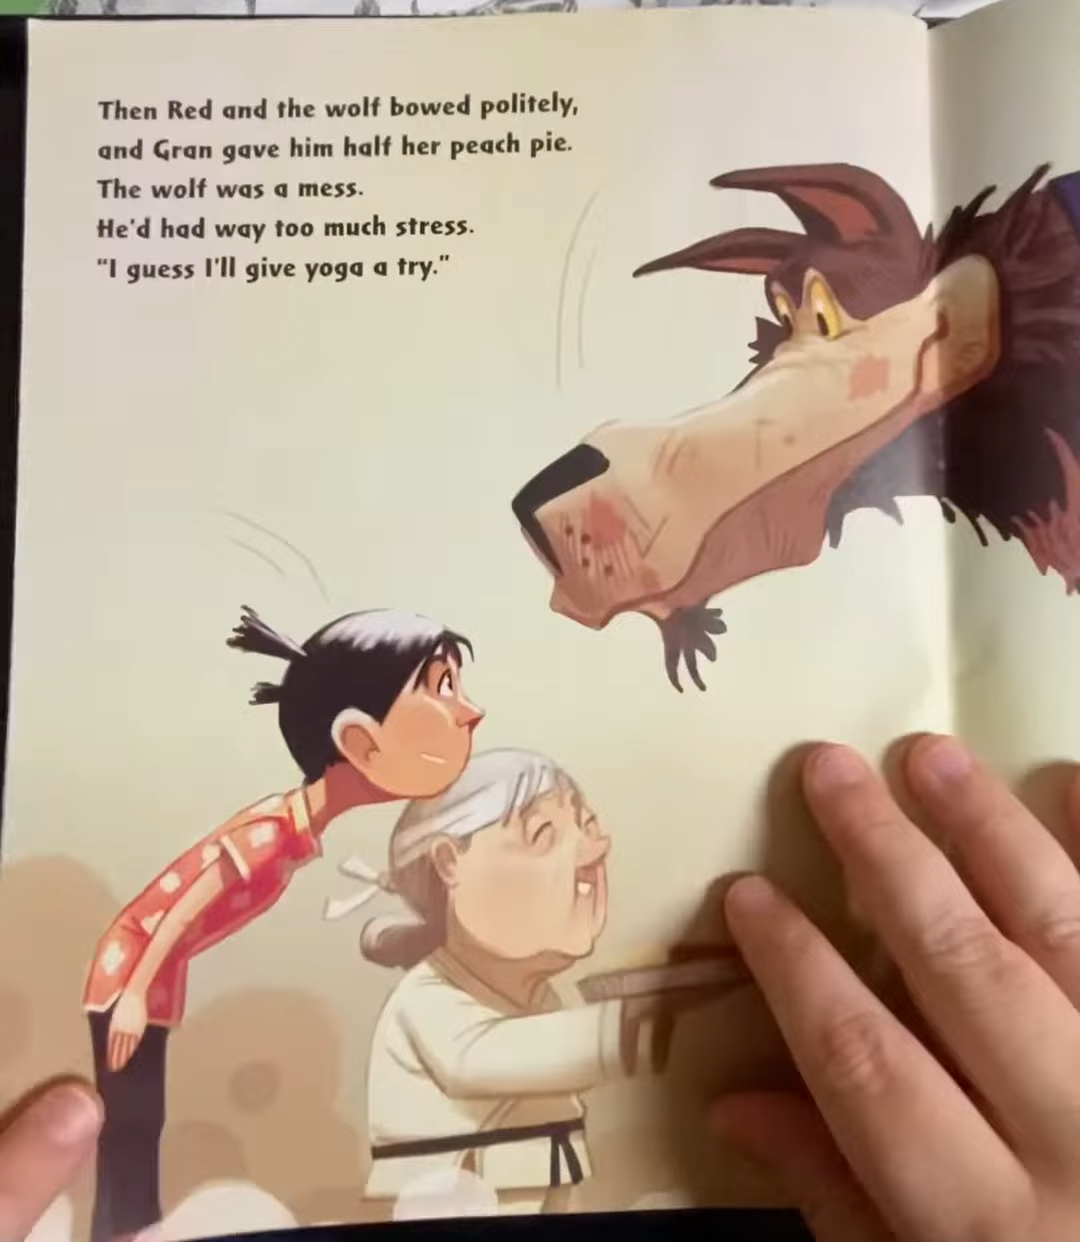 Then Red and the wolf bowed politely,
and Gran gave him half her peach pie.
The wolf was a mess.
He'd had way too much stress.
"I guess I'll give yoga a try."